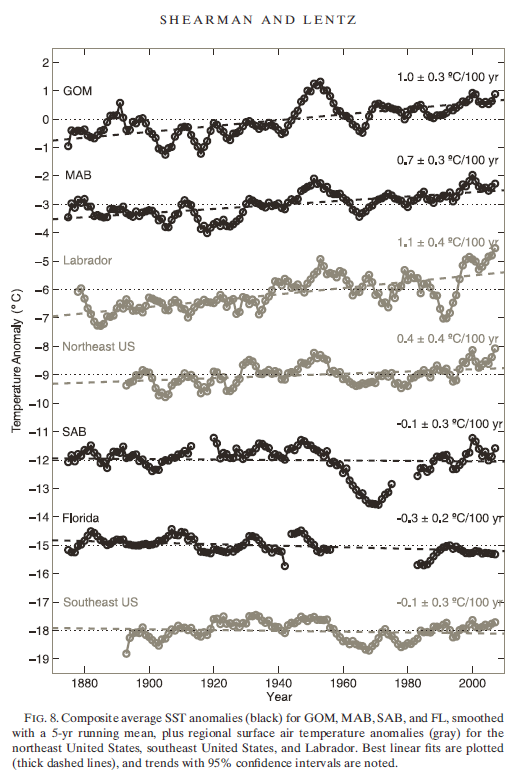 SHEARMAN AND LENTZ
2
1
0
−1
−2
−3
−4
−5
−6
−7
−8
−9
−10
−11
−12
−13
−14
−15
−16
−17
−18
−19
Temperature Anomaly (° C)
GOM
1.0 ± 0.3 ºC/100 yr
MAB
0.7 ± 0.3 ºC/100 yr
Labrador
1.1 ± 0.4 ºC/100 yr
Northeast US
0.4 ± 0.4 ºC/100 yr
SAB
-0.1 ± 0.3 ºC/100 yr
Florida
-0.3 ± 0.2 ºC/100 yr
Southeast US
-0.1 ± 0.3 ºC/100 yr
1880 1900 1920 1940 1960 1980 2000
Year
FIG. 8. Composite average SST anomalies (black) for GOM, MAB, SAB, and FL, smoothed
with a 5-yr running mean, plus regional surface air temperature anomalies (gray) for the
northeast United States, southeast United States, and Labrador. Best linear fits are plotted
(thick dashed lines), and trends with 95% confidence intervals are noted.